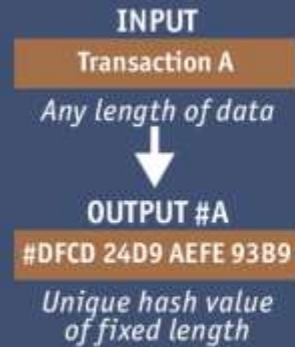 INPUT
Transaction A
Any length of data
OUTPUT #A
#DFCD 24D9 AEFE 93B9
Unique hash value
of fixed length